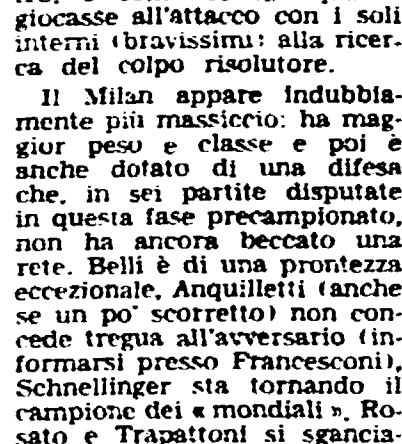 giocasse all'attacco con i soli
interni (bravissimi) alla ricer-
ca del colpo risolutore.
Il Milan appare indubbia-
mente più massiccio: ha mag-
gior peso e classe e poi è
anche dotato di una difesa
che, in sei partite disputate
in questa fase precampionato,
non ha ancora beccato una
rete. Belli è di una prontezza
eccezionale, Anquilletti (anche
se un po' scorretto) non con-
cede tregua all'avversario (in-
formarsi presso Francesconi),
Schnellinger sta tornando il
campione dei « mondiali ». Ro-
sato e Trapattoni si sgancia-